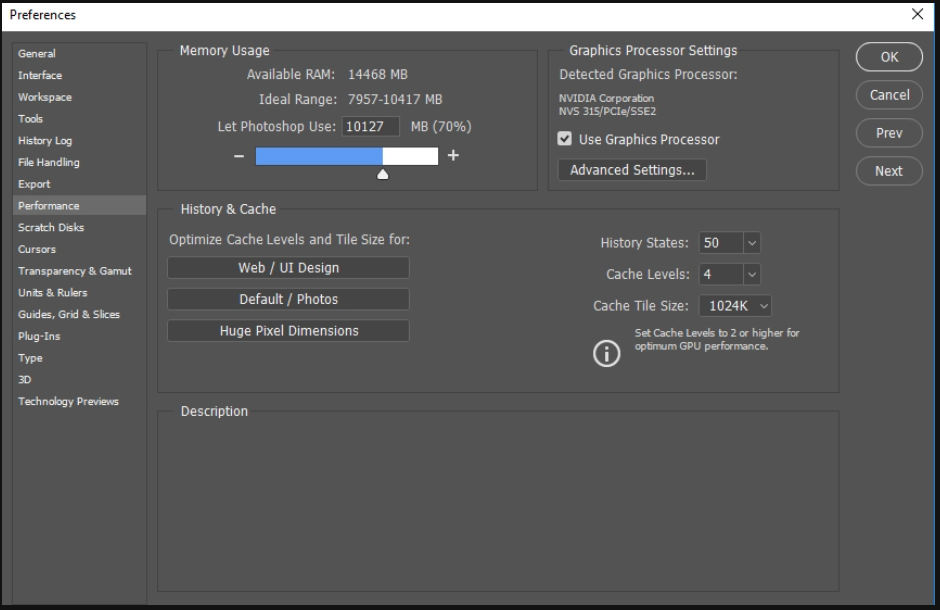 Preferences
General
Interface
Workspace
Tools
History Log
File Handling
Export
Performance
Scratch Disks
Cursors
Transparency & Gamut
Units & Rulers
Guides, Grid & Slices
Plug-Ins
Type
3D
Technology Previews
Memory Usage
Available RAM: 14468 MB
Ideal Range: 7957-10417 MB
Let Photoshop Use: 10127 MB (70%)
Graphics Processor Settings
Detected Graphics Processor:
NVIDIA Corporation
NVS 315/PCIe/SSE2
Use Graphics Processor
Advanced Settings...
History & Cache
Optimize Cache Levels and Tile Size for:
Web / UI Design
Default / Photos
Huge Pixel Dimensions
History States: 50
Cache Levels: 4
Cache Tile Size: 1024K
Set Cache Levels to 2 or higher for
optimum GPU performance.
Description
OK
Cancel
Prev
Next